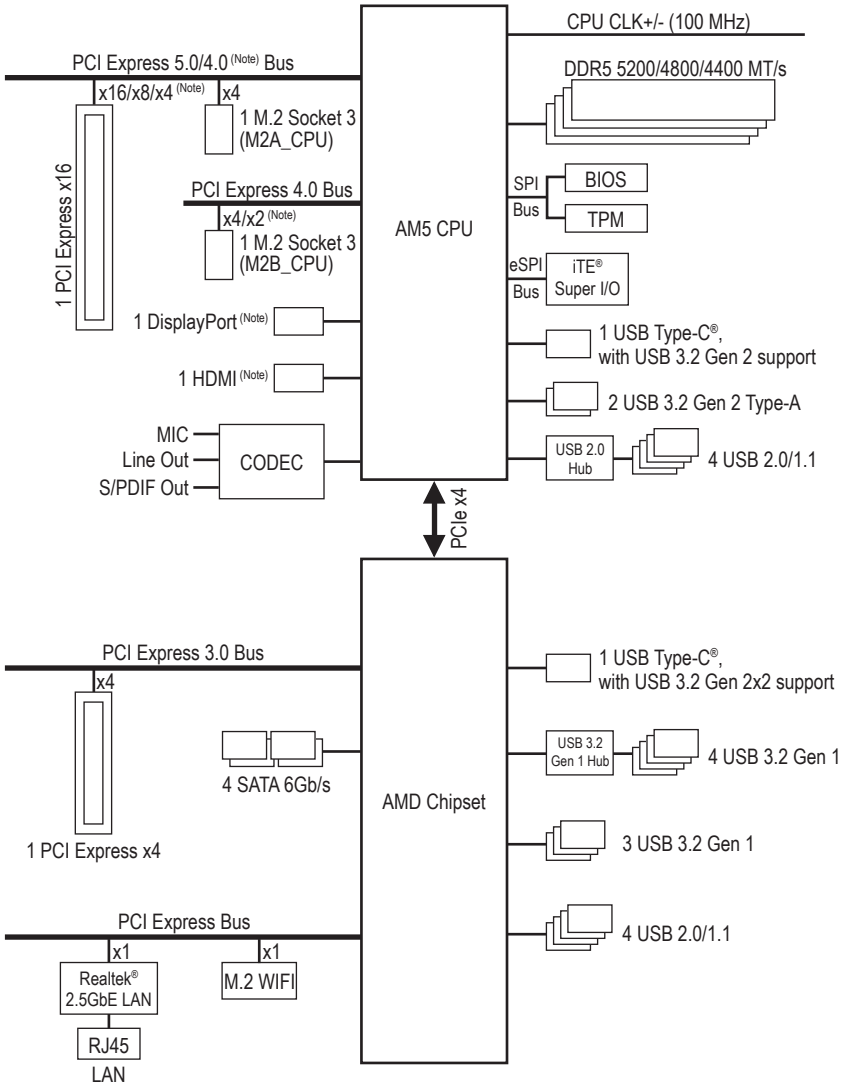 CPU CLK+/- (100 MHz)
PCI Express 5.0/4.0 (Note) Bus
DDR5 5200/4800/4400 MT/s
x16/x8/x4 (Note)
x4
1 M.2 Socket 3
(M2A_CPU)
1 PCI Express x16
PCI Express 4.0 Bus
x4/x2 (Note)
1 M.2 Socket 3
(M2B_CPU)
AM5 CPU
SPI
Bus
BIOS
TPM
eSPI
Bus
iTE®
Super I/O
1 DisplayPort (Note)
1 USB Type-C®,
with USB 3.2 Gen 2 support
1 HDMI (Note)
2 USB 3.2 Gen 2 Type-A
MIC
Line Out
S/PDIF Out
CODEC
USB 2.0
Hub
4 USB 2.0/1.1
PCIe x4
PCI Express 3.0 Bus
x4
1 PCI Express x4
1 USB Type-C®,
with USB 3.2 Gen 2x2 support
4 SATA 6Gb/s
AMD Chipset
USB 3.2
Gen 1 Hub
4 USB 3.2 Gen 1
3 USB 3.2 Gen 1
4 USB 2.0/1.1
PCI Express Bus
x1
x1
Realtek®
2.5GbE LAN
M.2 WIFI
RJ45
LAN